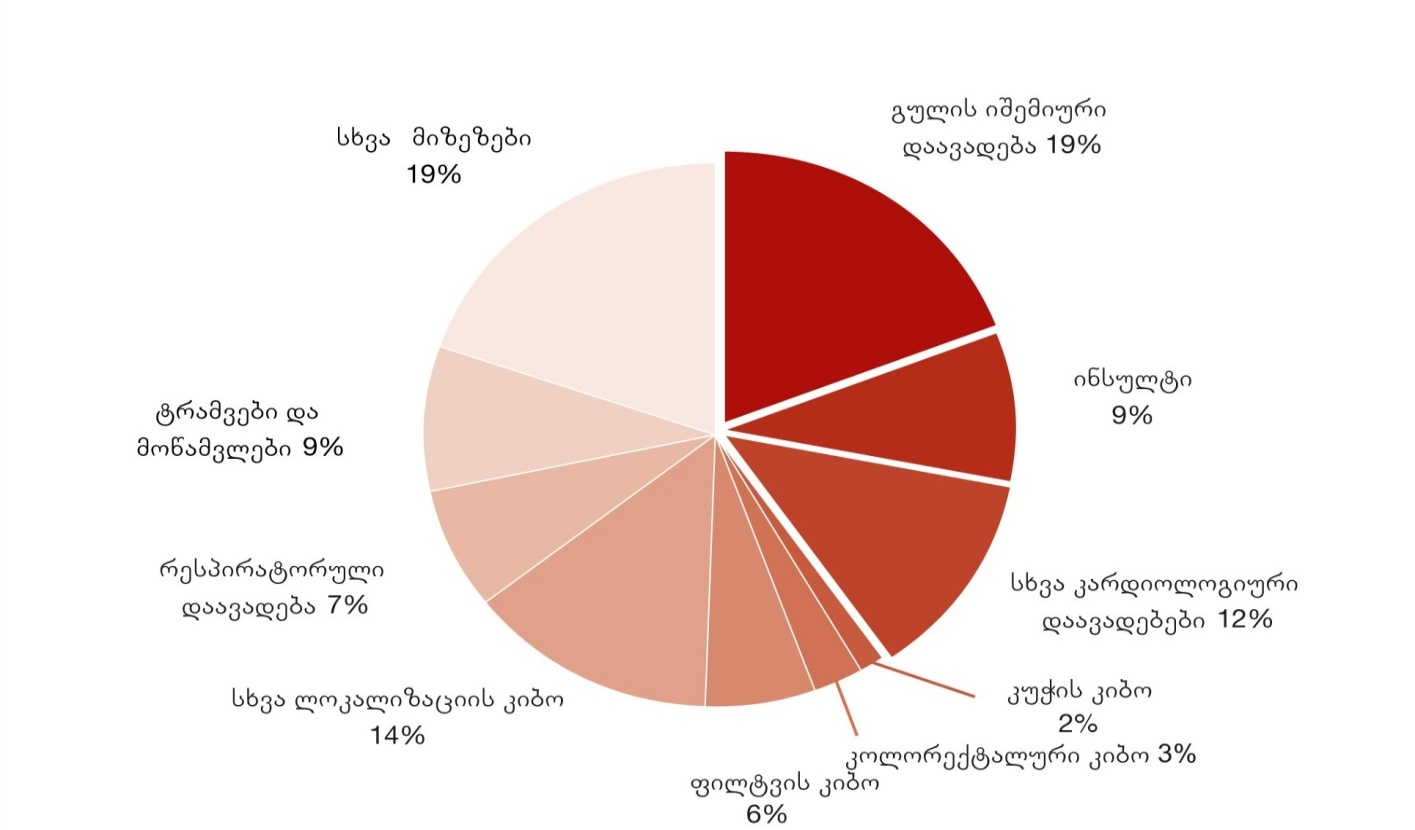 გულის იშემიური
დაავადება 19%
ინსულტი
9%
სხვა კარდიოლოგიური
დაავადებები 12%
კუჭის კიბო
2%
კოლორექტალური კიბო 3%
ფილტვის კიბო
6%
სხვა ლოკალიზაციის კიბო
14%
რესპირატორული
დაავადება 7%
ტრამვები და
მოწამვლები 9%
სხვა მიზეზები
19%